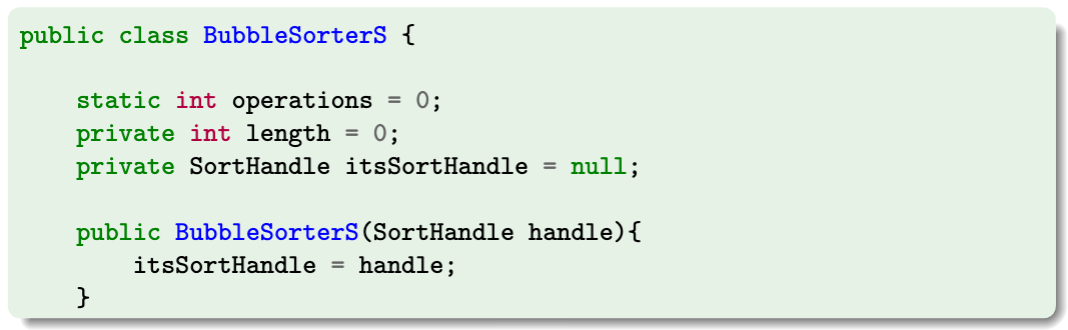 public class BubbleSorterS {
static int operations = 0;
private int length = 0;
private SortHandle itsSortHandle = null;
public BubbleSorterS(SortHandle handle){
itsSortHandle = handle;
}